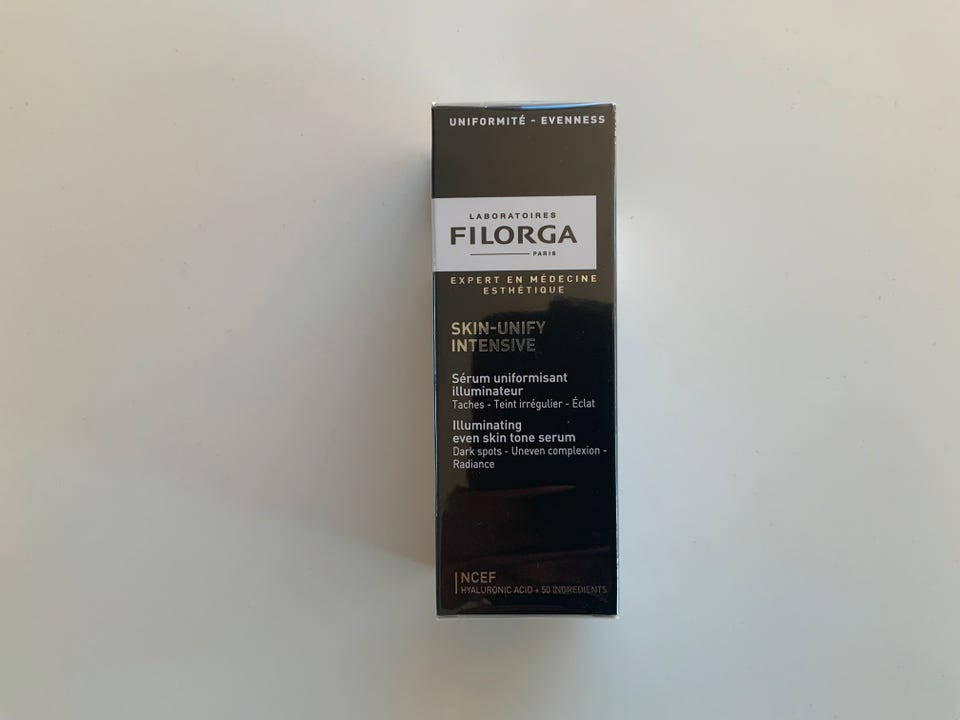 UNIFORMITÉ - EVENNESS
LABORATOIRES
FILORGA
PARIS
EXPERT EN MÉDECINE
ESTHÉTIQUE
SKIN-UNIFY
INTENSIVE
Sérum uniformisant
illuminateur
Taches - Teint irrégulier - Éclat
Illuminating
even skin tone serum
Dark spots - Uneven complexion -
Radiance
NCEF
HYALURONIC ACID + 50 INGREDIENTS